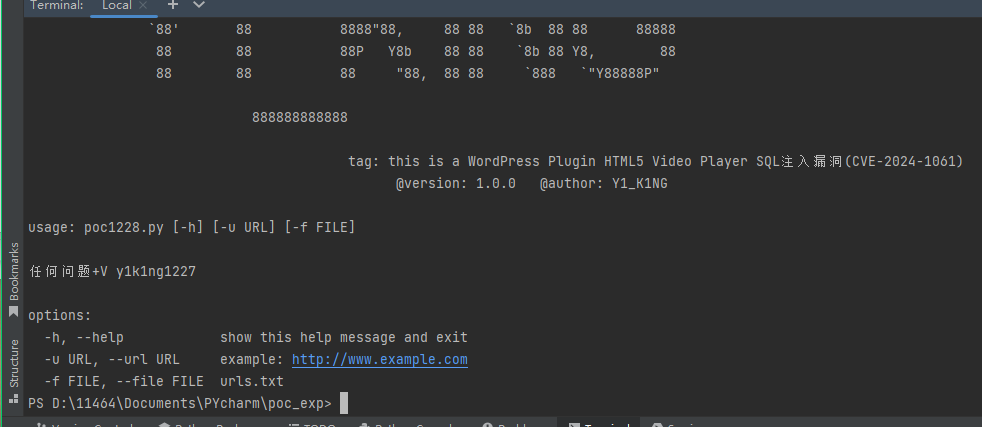 Terminal: Local × + ∨
`88' 88 8888"88, 88 88 `8b 88 88 88888
88 88 88P Y8b 88 88 `8b 88 Y8, 88
88 88 88 "88, 88 88 `888 `"Y88888P"
888888888888
tag: this is a WordPress Plugin HTML5 Video Player SQL注入漏洞(CVE-2024-1061)
@version: 1.0.0 @author: Y1_K1NG
usage: poc1228.py [-h] [-u URL] [-f FILE]
任何问题+V y1k1ng1227
options:
-h, --help show this help message and exit
-u URL, --url URL example: http://www.example.com
-f FILE, --file FILE urls.txt
PS D:\11464\Documents\PYcharm\poc_exp>
Bookmarks
Structure